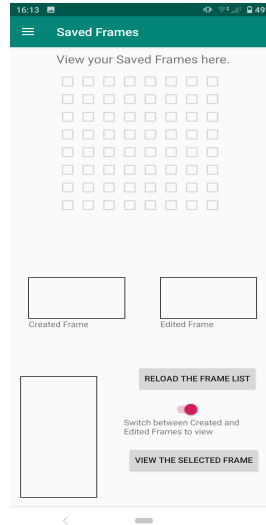 16:13
49
Saved Frames
View your Saved Frames here.
Created Frame
Edited Frame
RELOAD THE FRAME LIST
Switch between Created and
Edited Frames to view
VIEW THE SELECTED FRAME